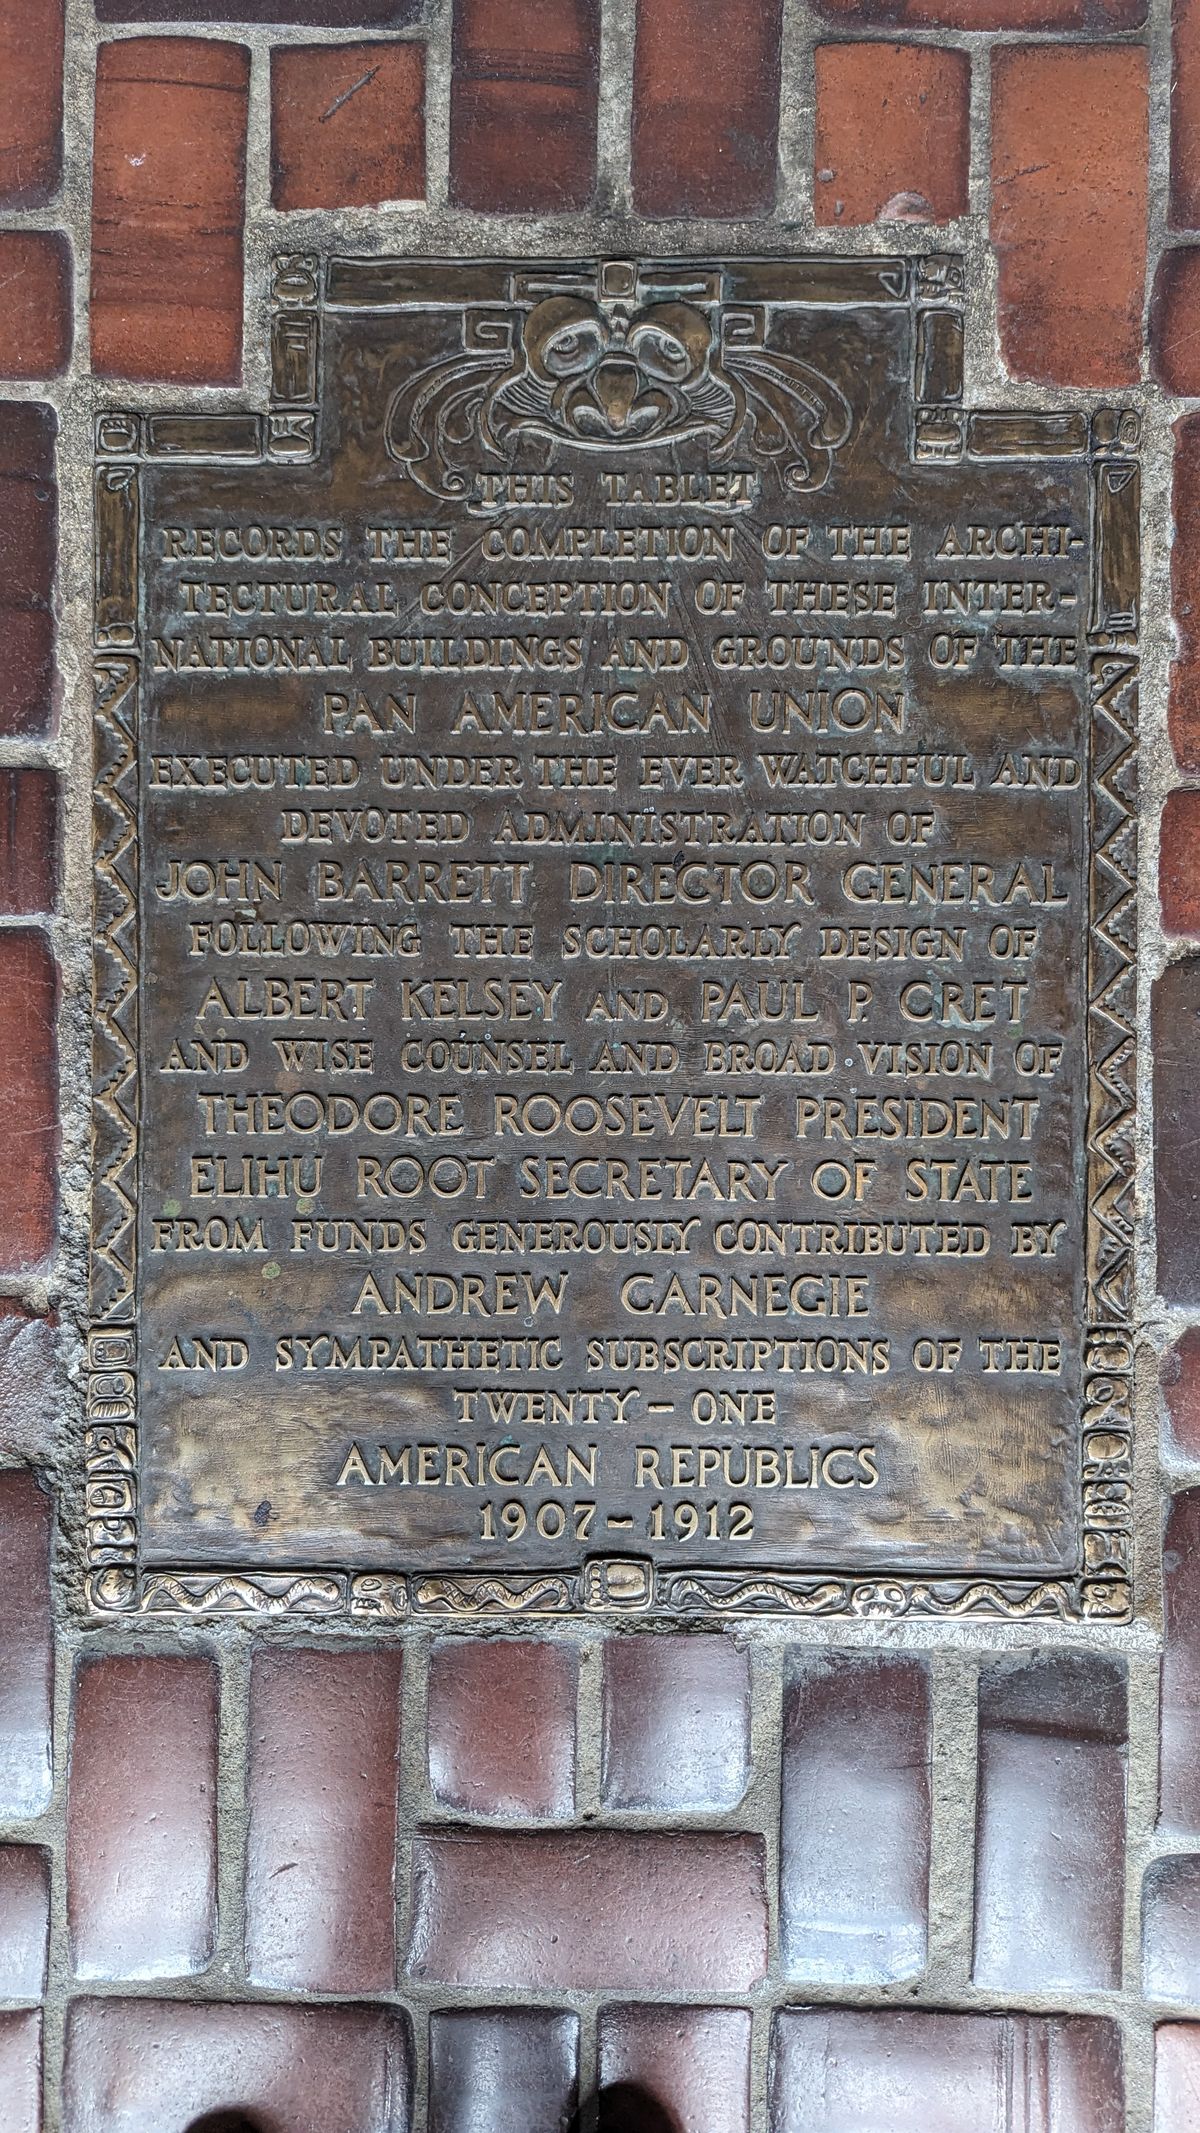 THIS TABLET
RECORDS THE COMPLETION OF THE ARCHI-
TECTURAL CONCEPTION OF THESE INTER-
NATIONAL BUILDINGS AND GROUNDS OF THE
PAN AMERICAN UNION
EXECUTED UNDER THE EVER WATCHFUL AND
DEVOTED ADMINISTRATION OF
JOHN BARRETT DIRECTOR GENERAL
FOLLOWING THE SCHOLARLY DESIGN OF
ALBERT KELSEY AND PAUL P. CRET
AND WISE COUNSEL AND BROAD VISION OF
THEODORE ROOSEVELT PRESIDENT
ELIHU ROOT SECRETARY OF STATE
FROM FUNDS GENEROUSLY CONTRIBUTED BY
ANDREW CARNEGIE
AND SYMPATHETIC SUBSCRIPTIONS OF THE
TWENTY-ONE
AMERICAN REPUBLICS
1907-1912